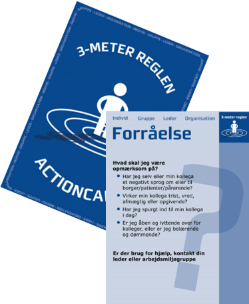 3-METER REGLEN
Individ Gruppe Leder Organisation
3-meter reglen
Forråelse
Hvad skal jeg være
opmærksom på?
Har jeg selv eller min kollega
et negativt sprog om eller til
borger/patienter/pårørende?
Virker min kollega trist, vred,
afmægtig eller opgivende?
Har jeg spurgt ind til min kollega
i dag?
Er jeg åben og lyttende over for
kolleger, eller er jeg belærende
og dømmende?
Er der brug for hjælp, kontakt din
leder eller arbejdsmiljøgruppe
?